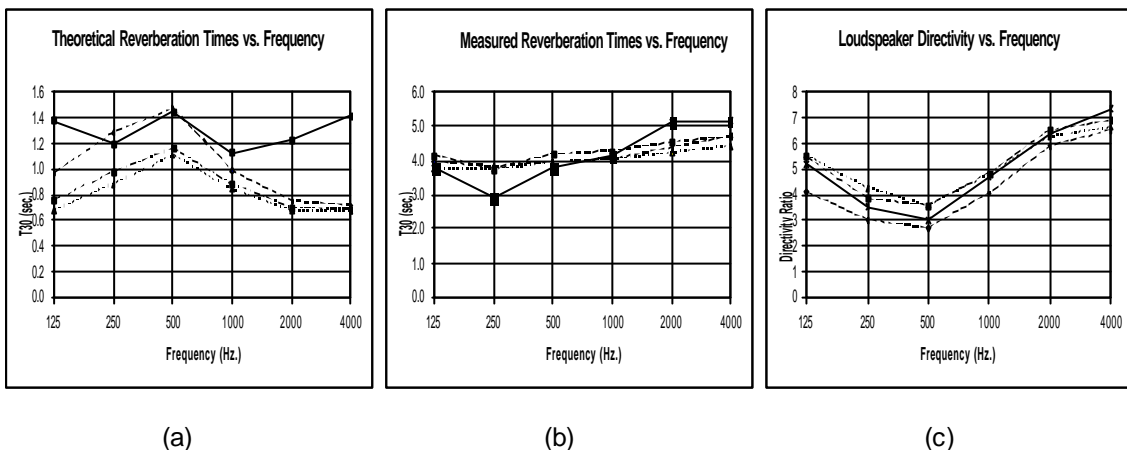 Theoretical Reverberation Times vs. Frequency
1.6
1.4
1.2
1.0
0.8
0.6
0.4
0.2
0.0
T30 (sec.)
125 250 500 1000 2000 4000
Frequency (Hz.)
(a)
Measured Reverberation Times vs. Frequency
6.0
5.0
4.0
3.0
2.0
1.0
0.0
T30 (sec.)
125 250 500 1000 2000 4000
Frequency (Hz.)
(b)
Loudspeaker Directivity vs. Frequency
8
7
6
5
4
3
2
1
0
Directivity Ratio
125 250 500 1000 2000 4000
Frequency (Hz.)
(c)